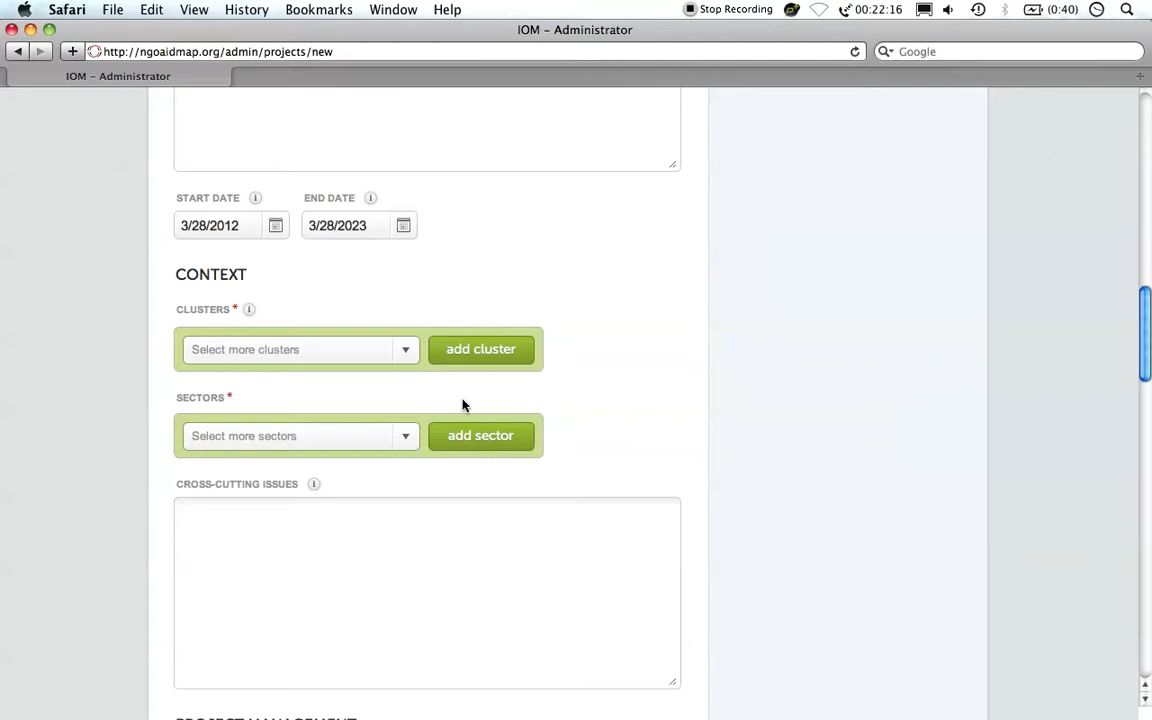 Safari File Edit View History Bookmarks Window Help Stop Recording 00:22:16 (0:40)
IOM – Administrator
http://ngoaidmap.org/admin/projects/new Google
IOM – Administrator
START DATE END DATE
3/28/2012 3/28/2023
CONTEXT
CLUSTERS *
Select more clusters add cluster
SECTORS *
Select more sectors add sector
CROSS-CUTTING ISSUES
PROJECT MANAGEMENT